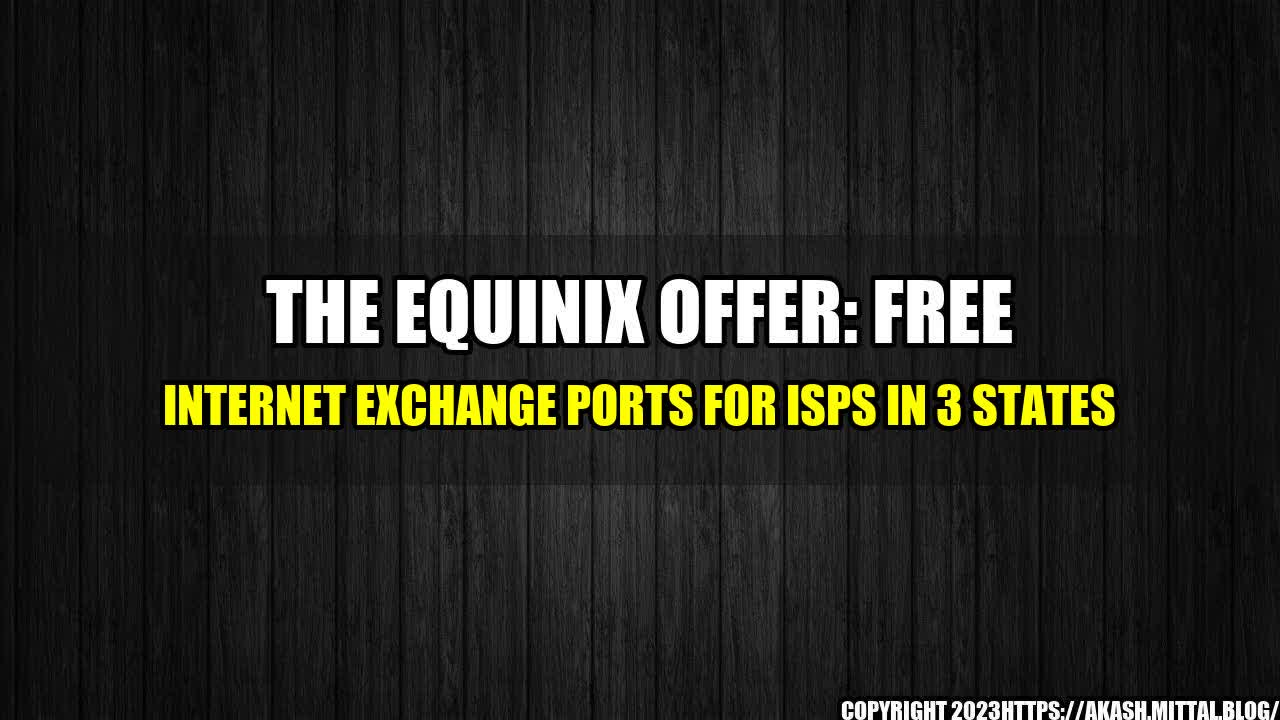 THE EQUINIX OFFER: FREE
INTERNET EXCHANGE PORTS FOR ISPS IN 3 STATES
COPYRIGHT 2023HTTPS://AKASH.MITTAL.BLOG/